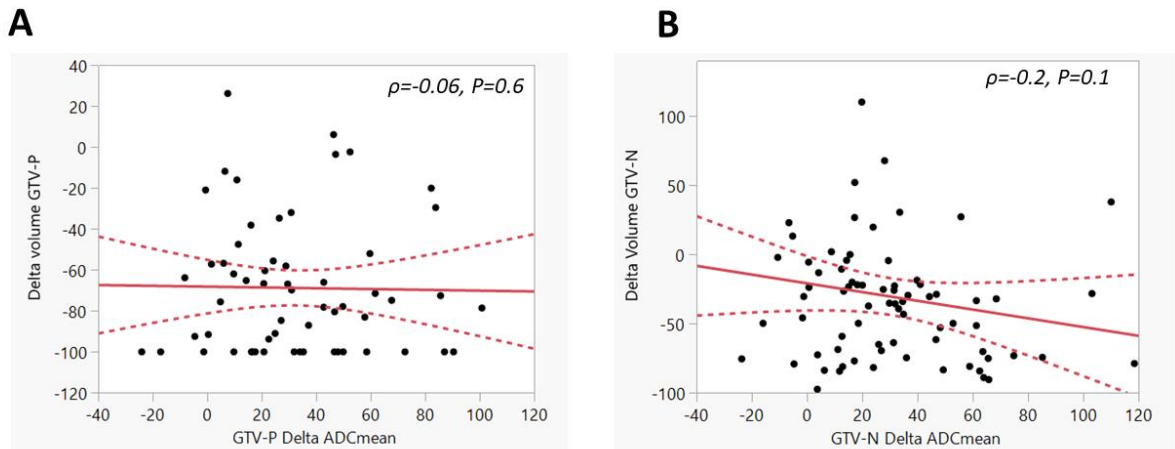 A
ρ=-0.06, P=0.6
Delta volume GTV-P
40
20
0
-20
-40
-60
-80
-100
-120
-40 -20 0 20 40 60 80 100 120
GTV-P Delta ADCmean
B
ρ=-0.2, P=0.1
Delta Volume GTV-N
100
50
0
-50
-100
-40 -20 0 20 40 60 80 100 120
GTV-N Delta ADCmean